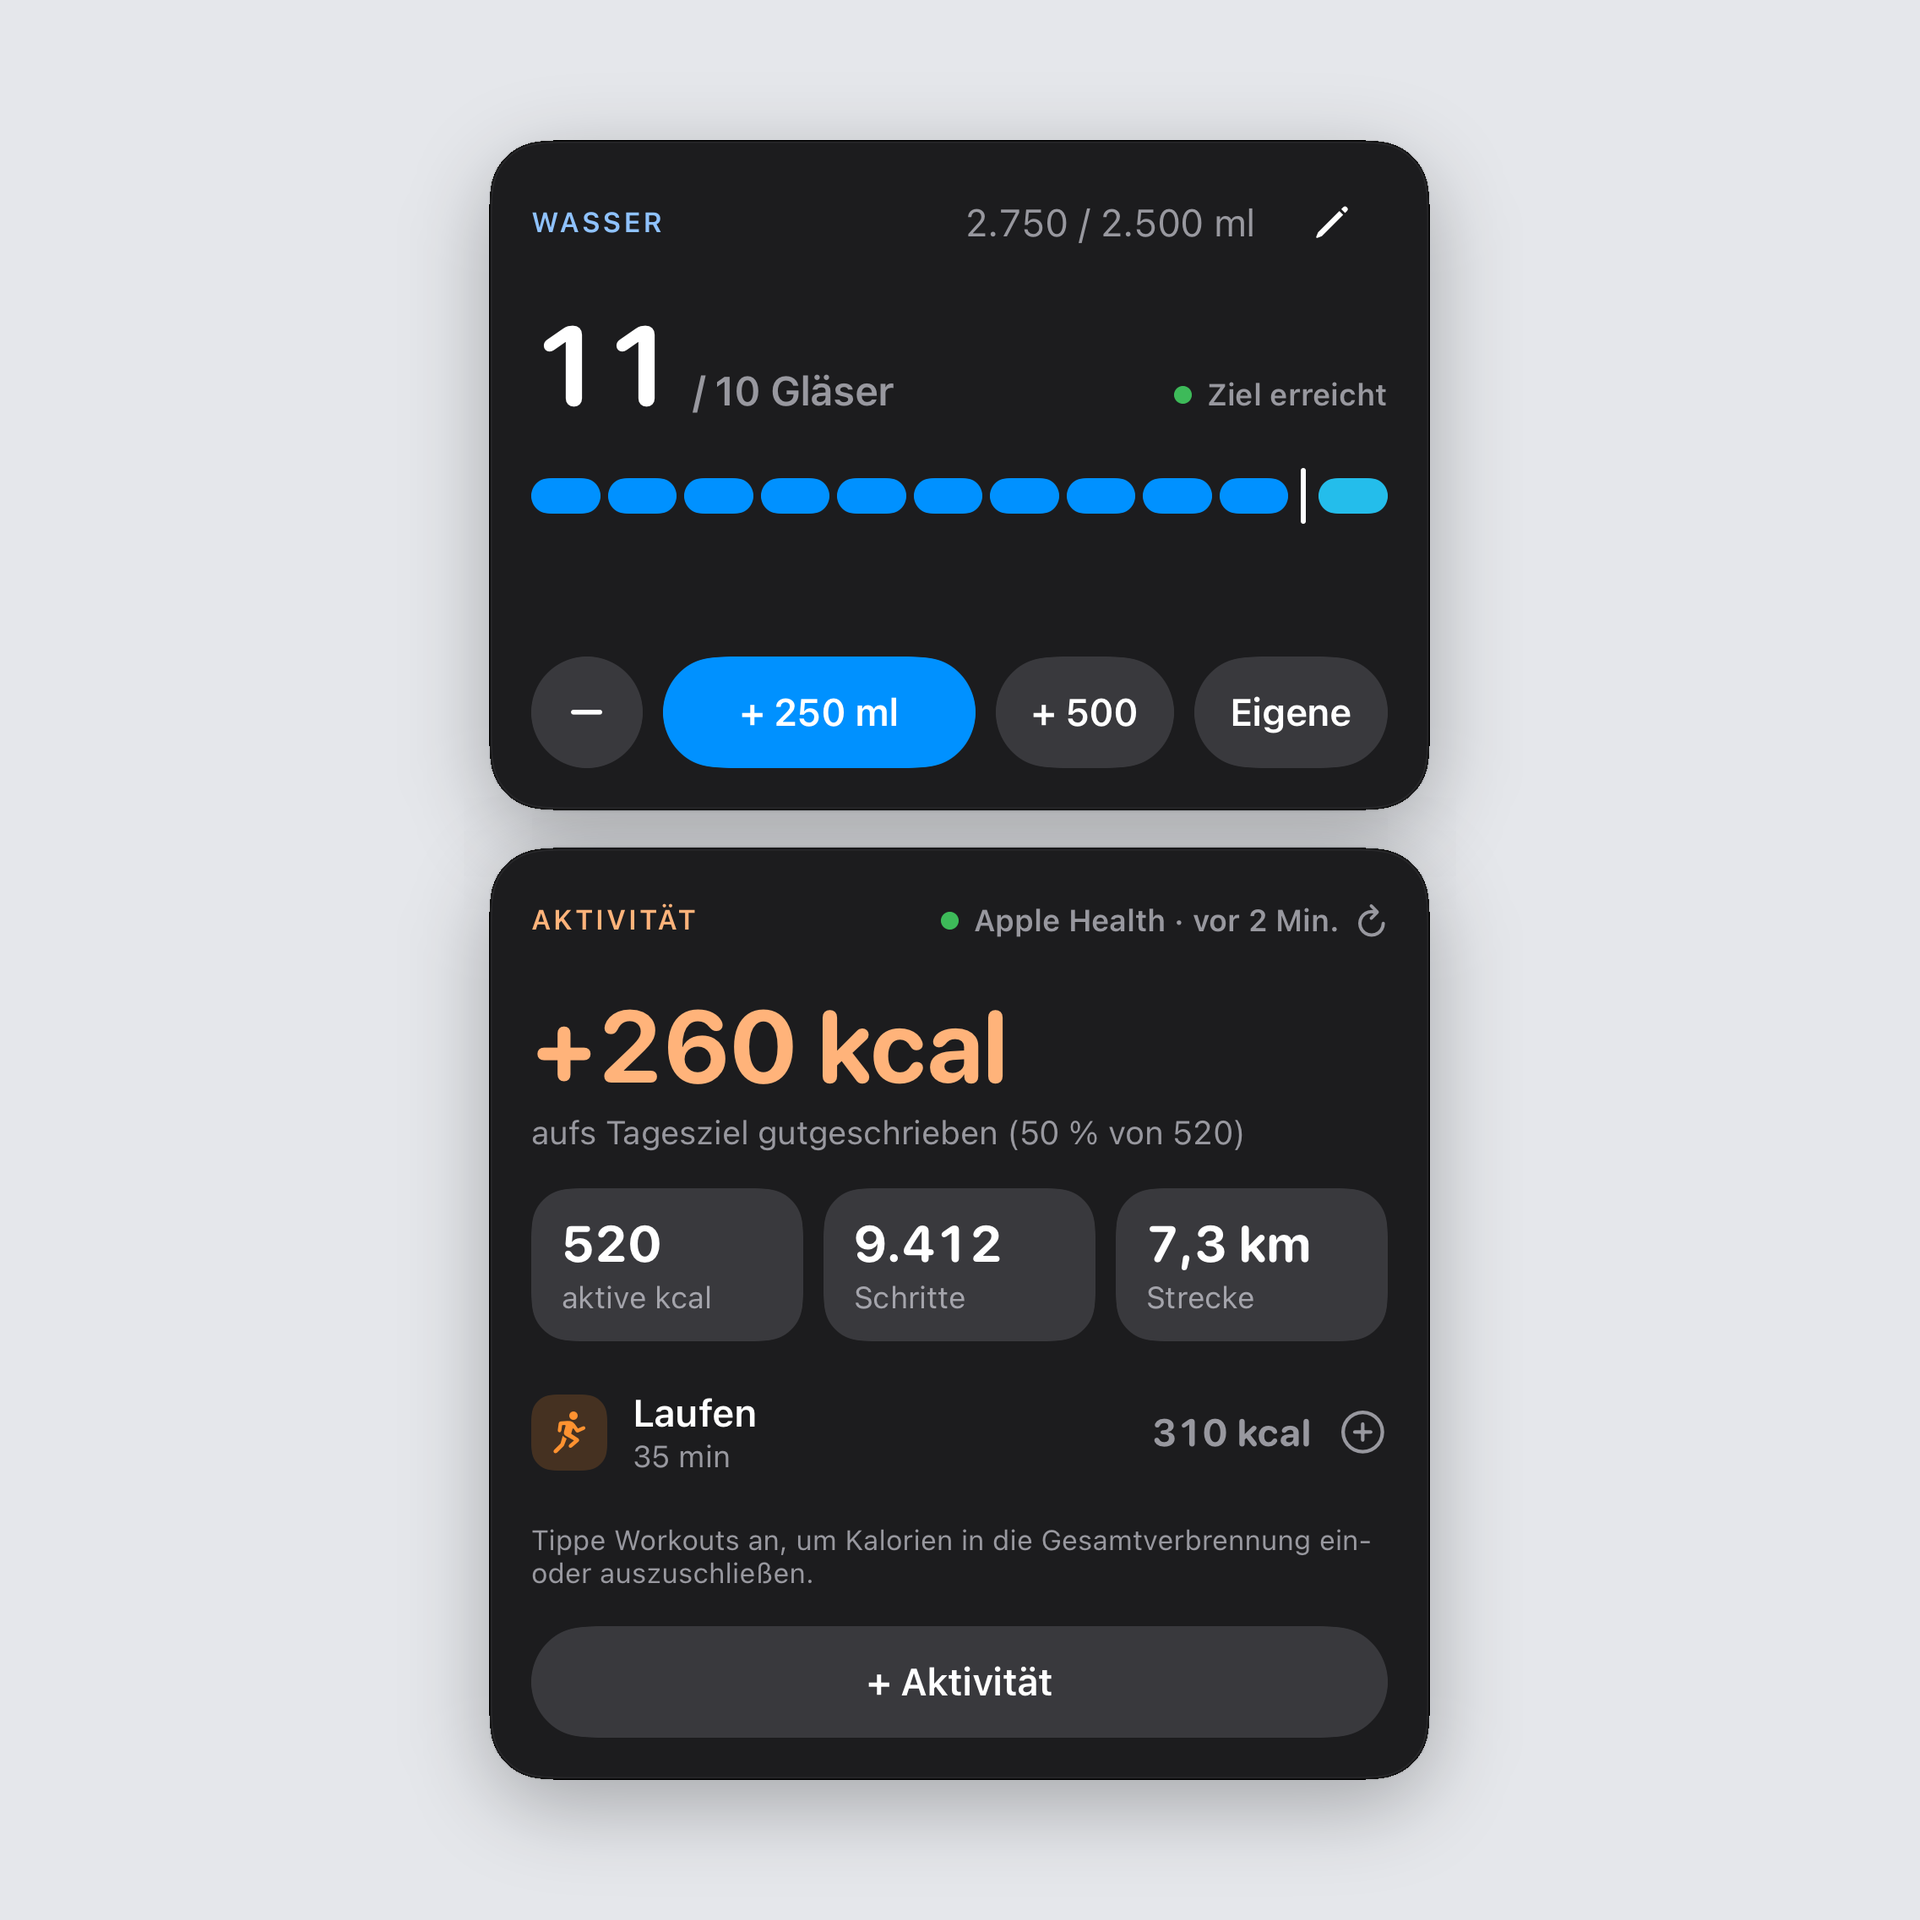 WASSER 2.750 / 2.500 ml
11 / 10 Gläser Ziel erreicht
+ 250 ml + 500 Eigene
AKTIVITÄT Apple Health · vor 2 Min.
+260 kcal
aufs Tagesziel gutgeschrieben (50 % von 520)
520 9.412 7,3 km
aktive kcal Schritte Strecke
Laufen
35 min
310 kcal
Tippe Workouts an, um Kalorien in die Gesamtverbrennung ein-
oder auszuschließen.
+ Aktivität